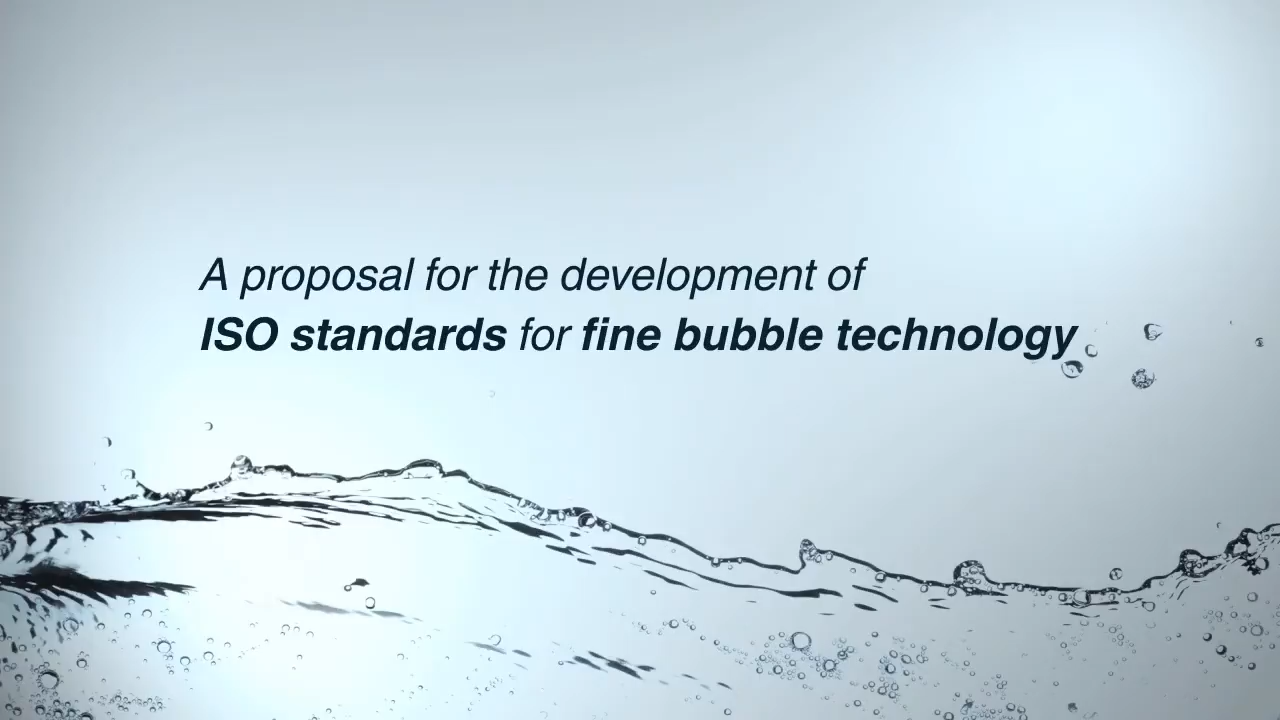 A proposal for the development of
ISO standards for fine bubble technology